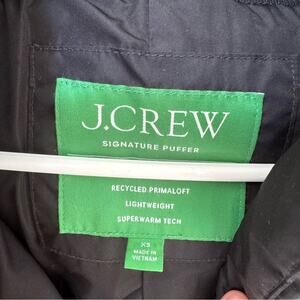 J.CREW
SIGNATURE PUFFER
RECYCLED PRIMALOFT
LIGHTWEIGHT
SUPERWARM TECH
XS
MADE IN
VIETNAM